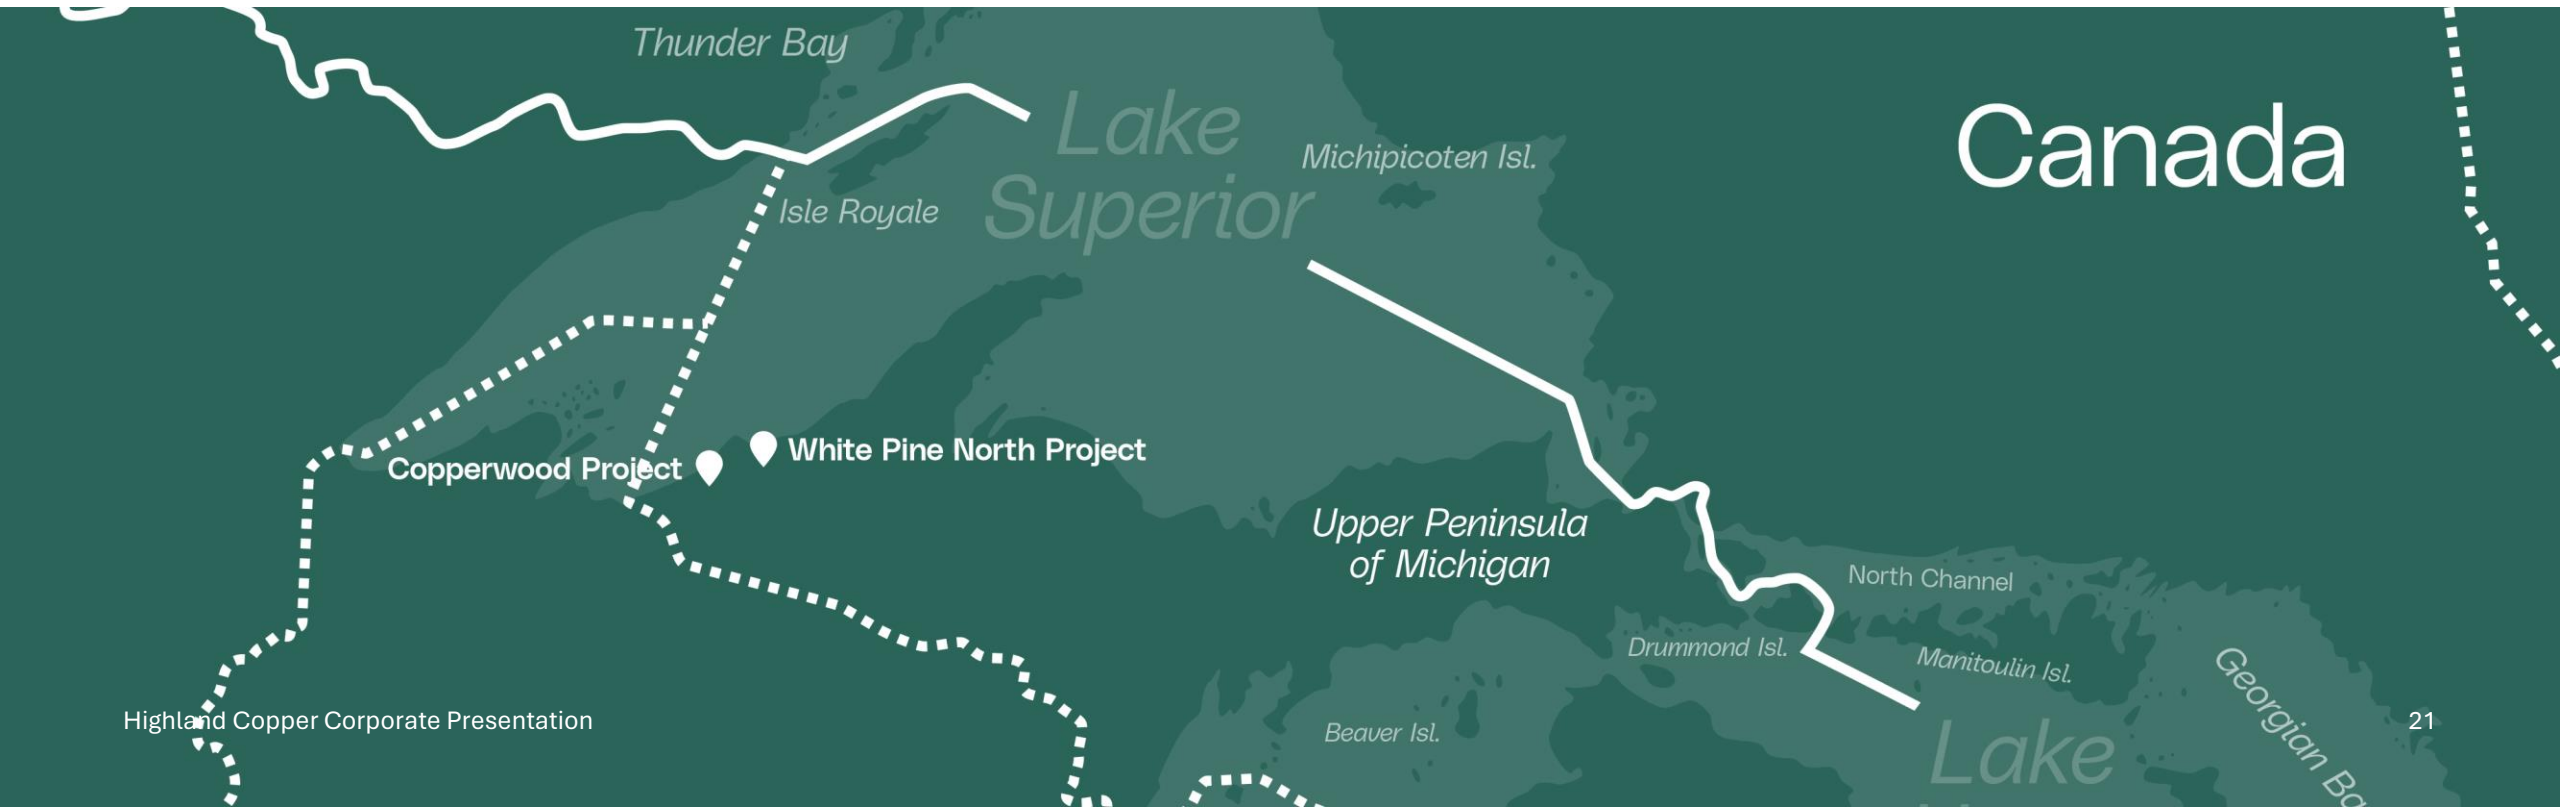 Thunder Bay
Lake
Superior
Canada
Michipicoten Isl.
Isle Royale
White Pine North Project
Copperwood Project
Upper Peninsula
of Michigan
North Channel
Drummond Isl.
Manitoulin Isl.
Georgian Ba
Beaver Isl.
Lake
Highland Copper Corporate Presentation
21